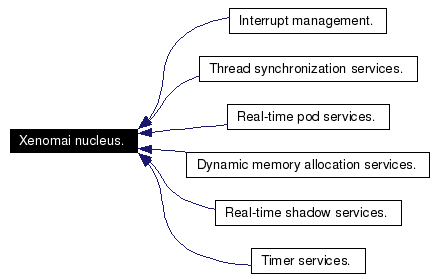 Interrupt management.
Thread synchronization services.
Real-time pod services.
Xenomai nucleus.
Dynamic memory allocation services.
Real-time shadow services.
Timer services.